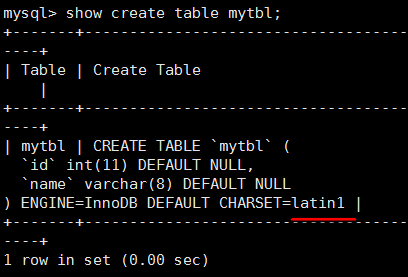 mysql> show create table mytbl;
+-------+------------------------------------
----+
| Table | Create Table
    |
+-------+------------------------------------
----+
| mytbl | CREATE TABLE `mytbl` (
  `id` int(11) DEFAULT NULL,
  `name` varchar(8) DEFAULT NULL
) ENGINE=InnoDB DEFAULT CHARSET=latin1 |
+-------+------------------------------------
----+
1 row in set (0.00 sec)